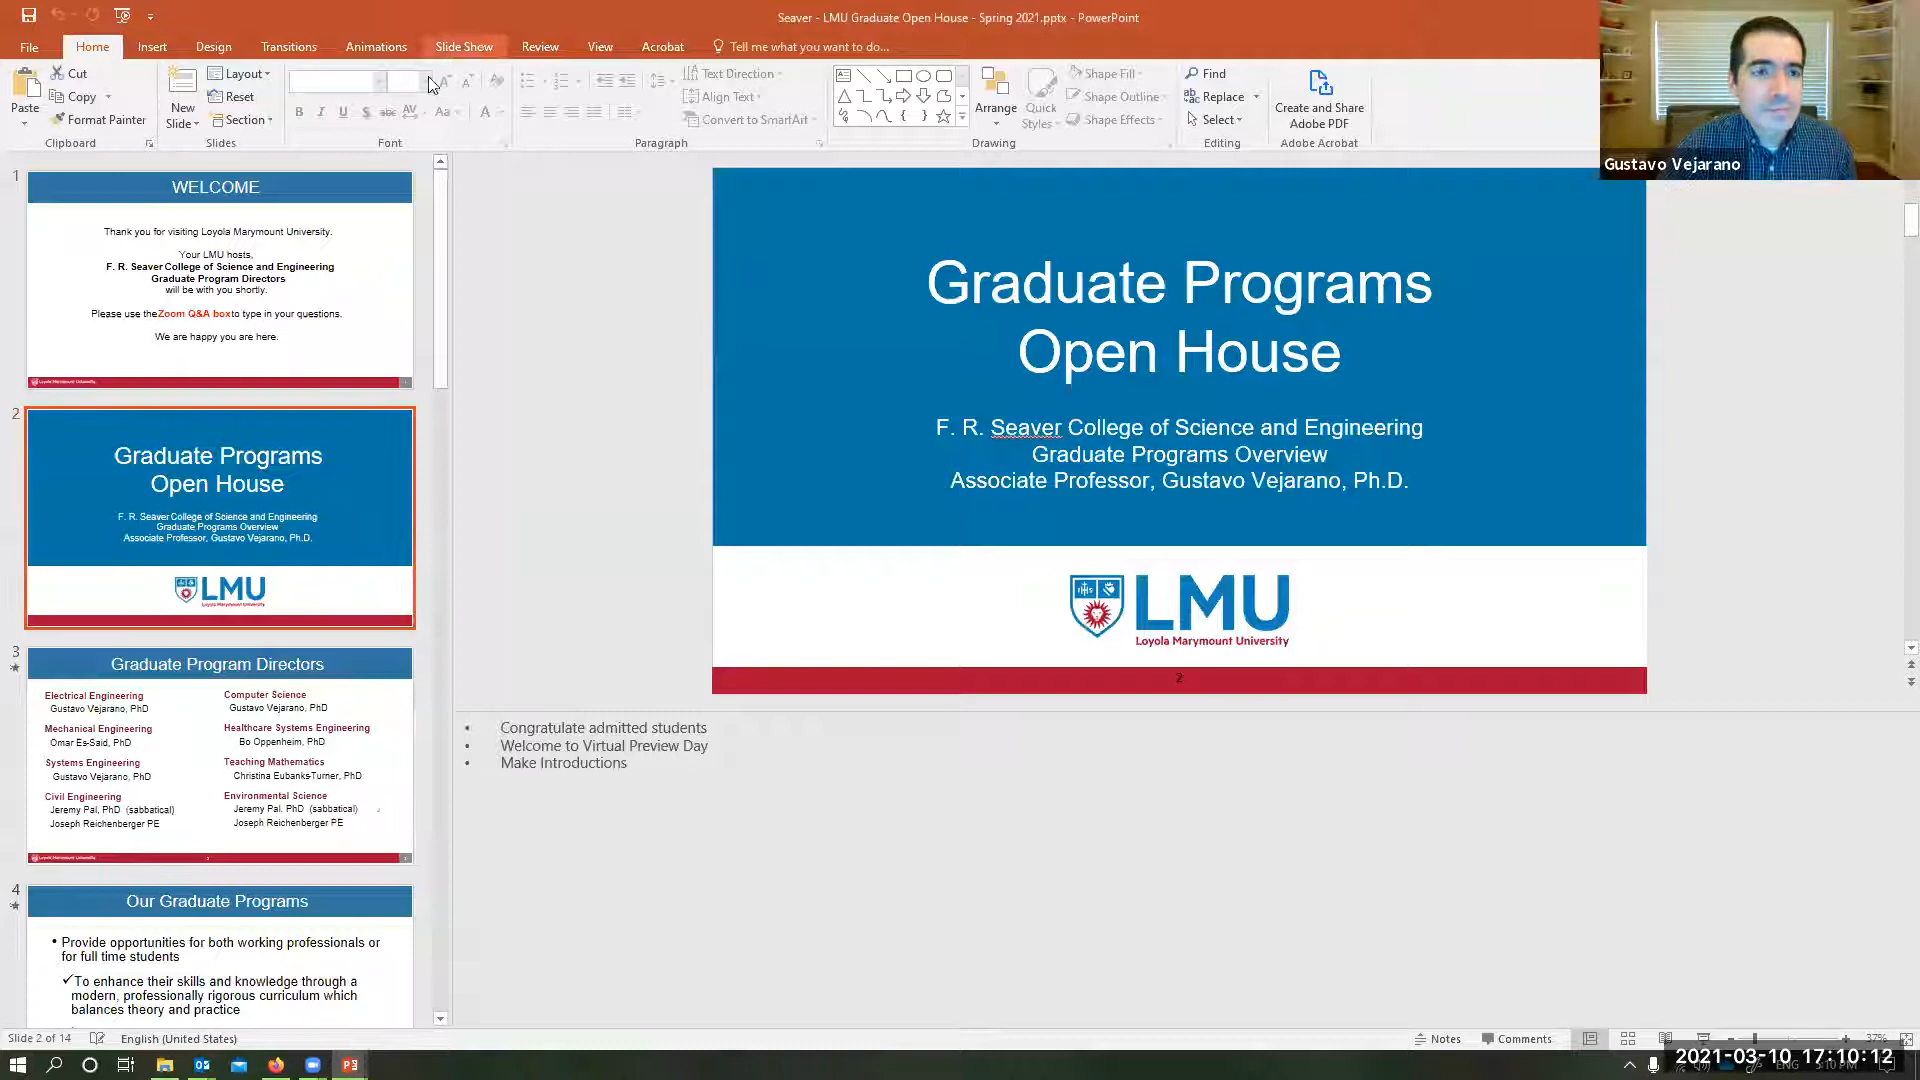 Seaver - LMU Graduate Open House - Spring 2021.pptx - PowerPoint
File Home Insert Design Transitions Animations Slide Show Review View Acrobat Tell me what you want to do...
Paste
Cut
Copy
Format Painter
Clipboard
New
Slide
Layout
Reset
Section
Slides
Font
Text Direction
Align Text
Convert to SmartArt
Paragraph
Arrange
Quick
Styles
Shape Fill
Shape Outline
Shape Effects
Drawing
Find
Replace
Select
Editing
Create and Share
Adobe PDF
Adobe Acrobat
Gustavo Vejarano
1
WELCOME
Thank you for visiting Loyola Marymount University.
Your LMU hosts,
F. R. Seaver College of Science and Engineering
Graduate Program Directors
will be with you shortly.
Please use the Zoom Q&A box to type in your questions.
We are happy you are here.
Loyola Marymount University
2
Graduate Programs
Open House
F. R. Seaver College of Science and Engineering
Graduate Programs Overview
Associate Professor, Gustavo Vejarano, Ph.D.
LMU
Loyola Marymount University
3
Graduate Program Directors
Electrical Engineering
Gustavo Vejarano, PhD
Mechanical Engineering
Omar Es-Said, PhD
Systems Engineering
Gustavo Vejarano, PhD
Civil Engineering
Jeremy Pal, PhD (sabbatical)
Joseph Reichenberger PE
Computer Science
Gustavo Vejarano, PhD
Healthcare Systems Engineering
Bo Oppenheim, PhD
Teaching Mathematics
Christina Eubanks-Turner, PhD
Environmental Science
Jeremy Pal. PhD (sabbatical)
Joseph Reichenberger PE
Loyola Marymount University
4
Our Graduate Programs
• Provide opportunities for both working professionals or
for full time students
✓To enhance their skills and knowledge through a
modern, professionally rigorous curriculum which
balances theory and practice
Graduate Programs
Open House
F. R. Seaver College of Science and Engineering
Graduate Programs Overview
Associate Professor, Gustavo Vejarano, Ph.D.
LMU
Loyola Marymount University
2
• Congratulate admitted students
• Welcome to Virtual Preview Day
• Make Introductions
Slide 2 of 14 English (United States)
Notes Comments 37%
2021-03-10 17:10:12